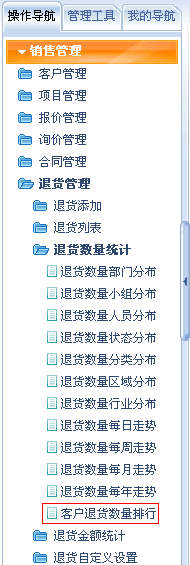 操作导航 管理工具 我的导航
销售管理
客户管理
项目管理
报价管理
询价管理
合同管理
退货管理
退货添加
退货列表
退货数量统计
退货数量部门分布
退货数量小组分布
退货数量人员分布
退货数量状态分布
退货数量分类分布
退货数量区域分布
退货数量行业分布
退货数量每日走势
退货数量每周走势
退货数量每月走势
退货数量每年走势
客户退货数量排行
退货金额统计
退货自定义设置